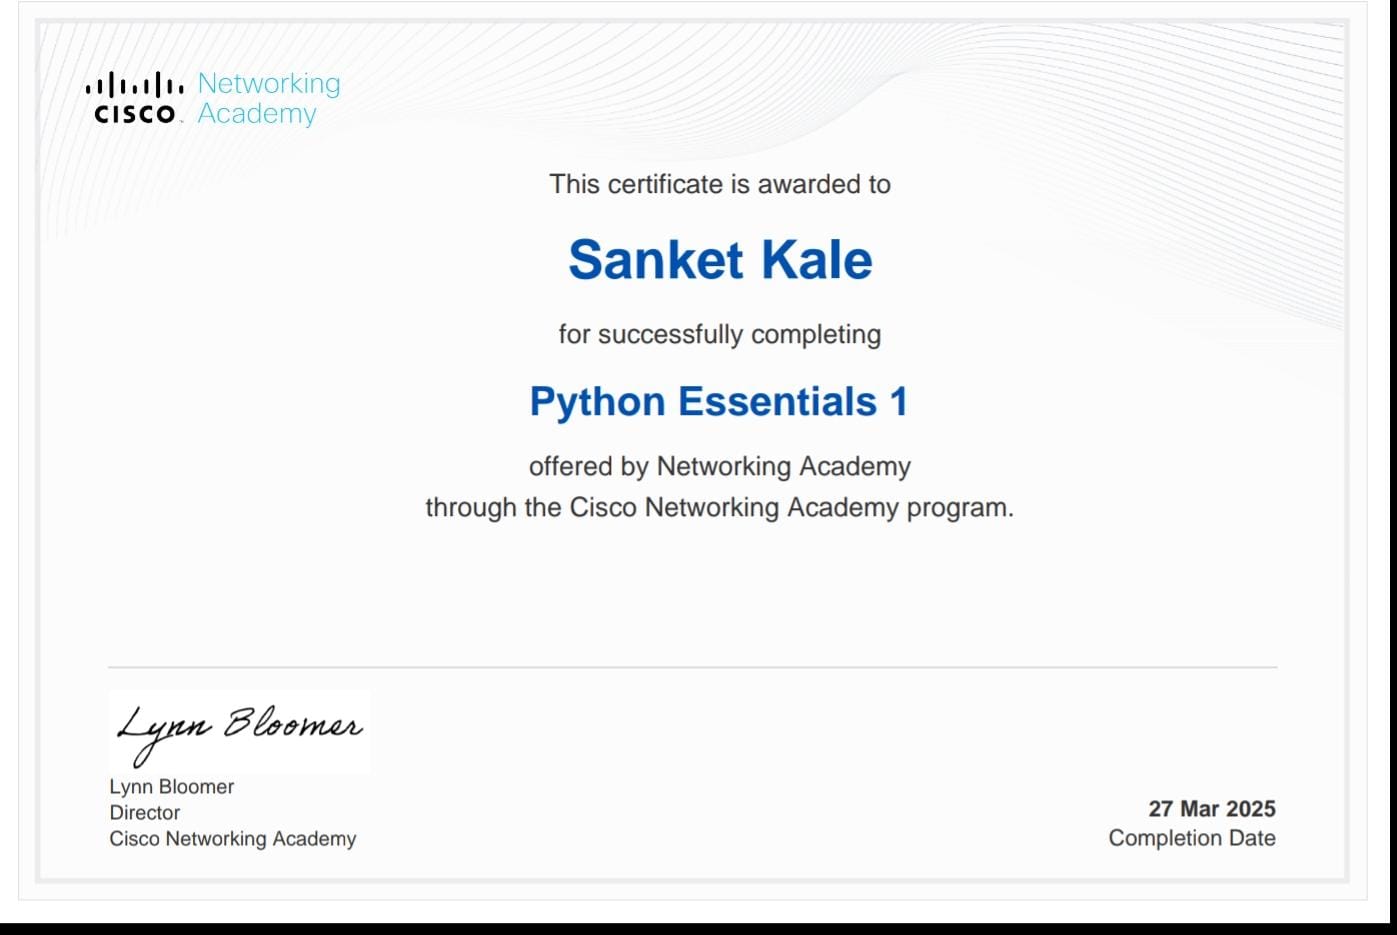 Networking
CISCO Academy
This certificate is awarded to
Sanket Kale
for successfully completing
Python Essentials 1
offered by Networking Academy
through the Cisco Networking Academy program.
Lynn Bloomer
Lynn Bloomer
Director
Cisco Networking Academy
27 Mar 2025
Completion Date